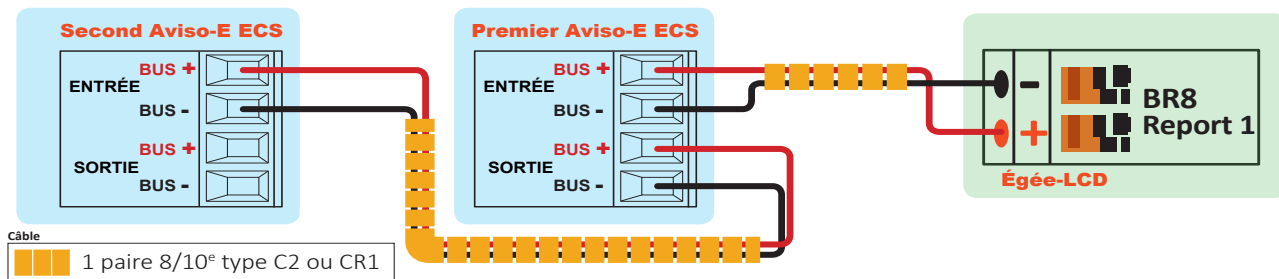 Second Aviso-E ECS
BUS +
ENTRÉE
BUS -
BUS +
SORTIE
BUS -
Premier Aviso-E ECS
BUS +
ENTRÉE
BUS -
BUS +
SORTIE
BUS -
-
+
BR8
Report 1
Égée-LCD
Câble
1 paire 8/10e type C2 ou CR1